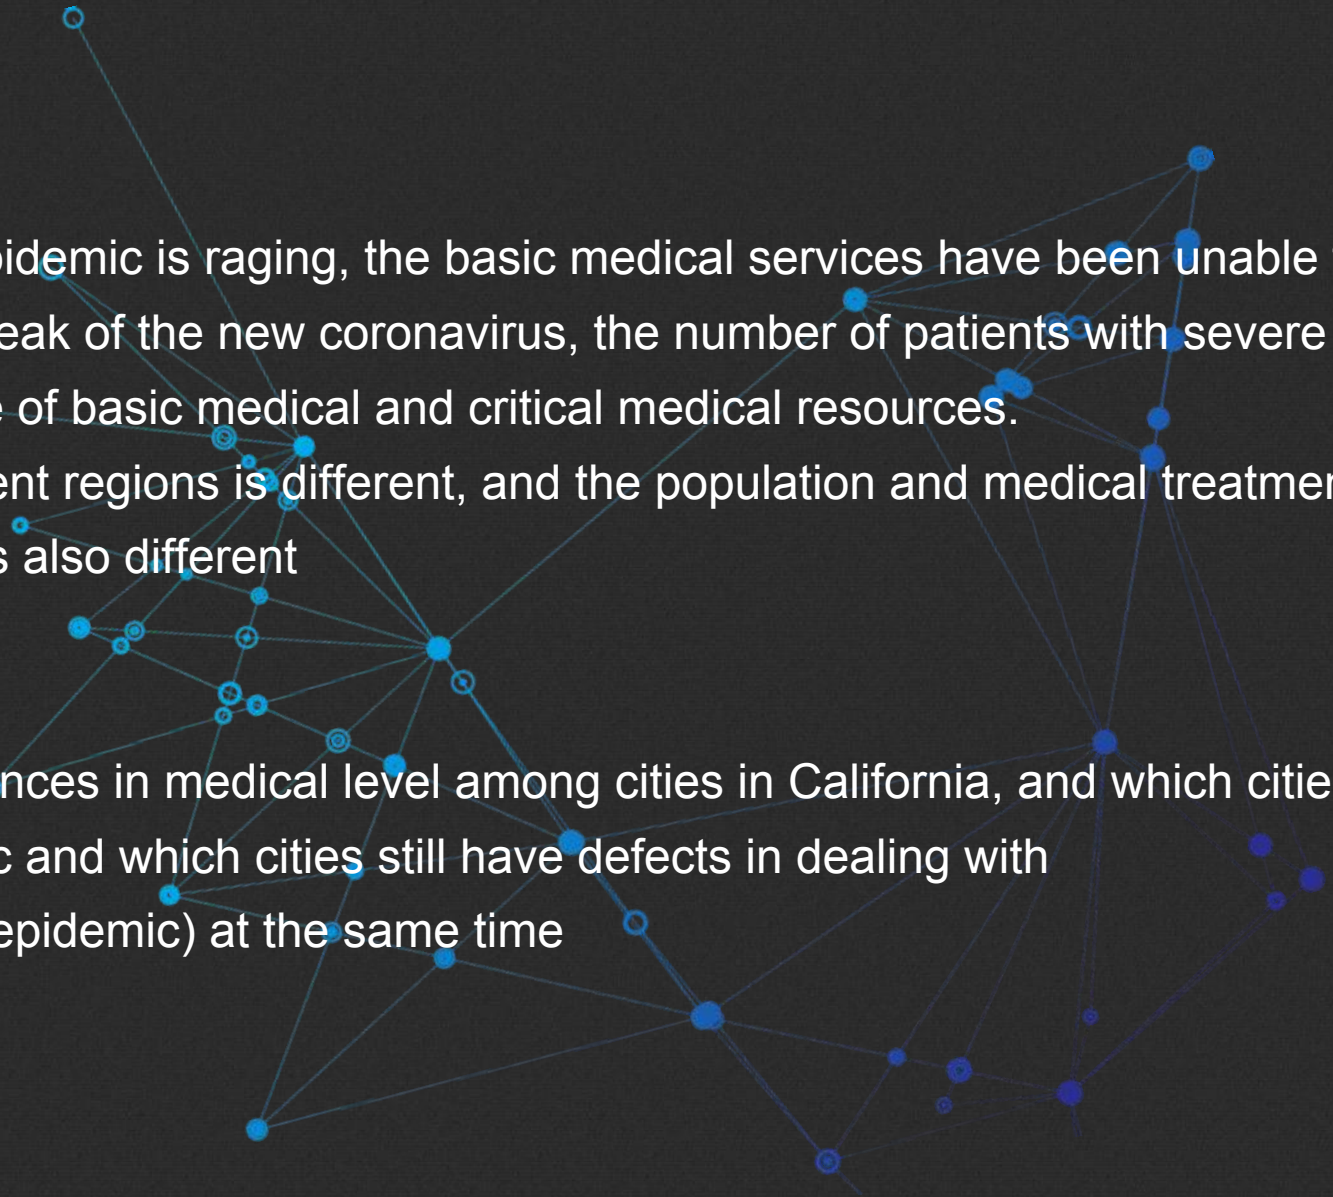 pidemic is raging, the basic medical services have been unable
eak of the new coronavirus, the number of patients with severe
e of basic medical and critical medical resources.
ent regions is different, and the population and medical treatmen
s also different
nces in medical level among cities in California, and which citie
c and which cities still have defects in dealing with
epidemic) at the same time